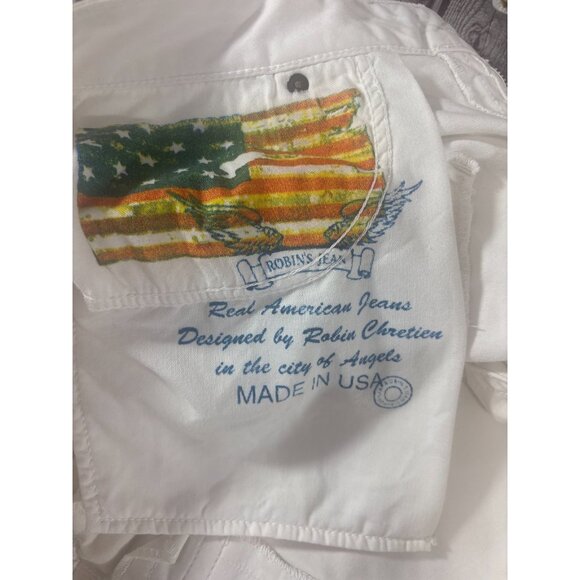 ROBIN'S JEAN
Real American Jeans
Designed by Robin Chretien
in the city of Angels
MADE IN USA